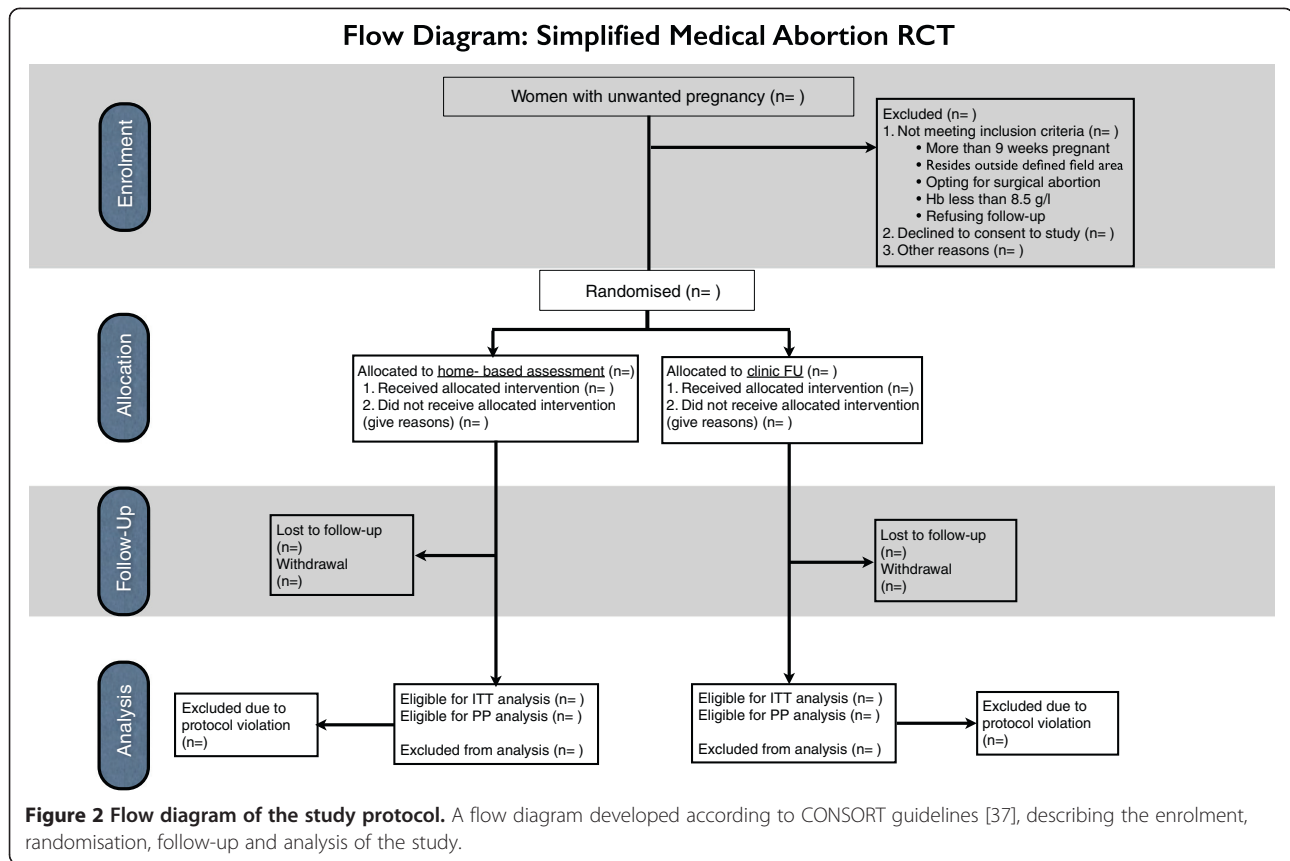 Flow Diagram: Simplified Medical Abortion RCT
Enrolment
Women with unwanted pregnancy (n= )
Excluded (n= )
1. Not meeting inclusion criteria (n= )
• More than 9 weeks pregnant
• Resides outside defined field area
• Opting for surgical abortion
• Hb less than 8.5 g/l
• Refusing follow-up
2. Declined to consent to study (n= )
3. Other reasons (n= )
Randomised (n= )
Allocation
Allocated to home- based assessment (n=)
1. Received allocated intervention (n= )
2. Did not receive allocated intervention
(give reasons) (n= )
Allocated to clinic FU (n= )
1. Received allocated intervention (n=)
2. Did not receive allocated intervention
(give reasons) (n= )
Follow-Up
Lost to follow-up
(n=)
Withdrawal
(n=)
Lost to follow-up
(n=)
Withdrawal
(n=)
Analysis
Excluded due to
protocol violation
(n=)
Eligible for ITT analysis (n= )
Eligible for PP analysis (n= )
Excluded from analysis (n= )
Eligible for ITT analysis (n= )
Eligible for PP analysis (n= )
Excluded from analysis (n= )
Excluded due to
protocol violation
(n=)
Figure 2 Flow diagram of the study protocol. A flow diagram developed according to CONSORT guidelines [37], describing the enrolment,
randomisation, follow-up and analysis of the study.